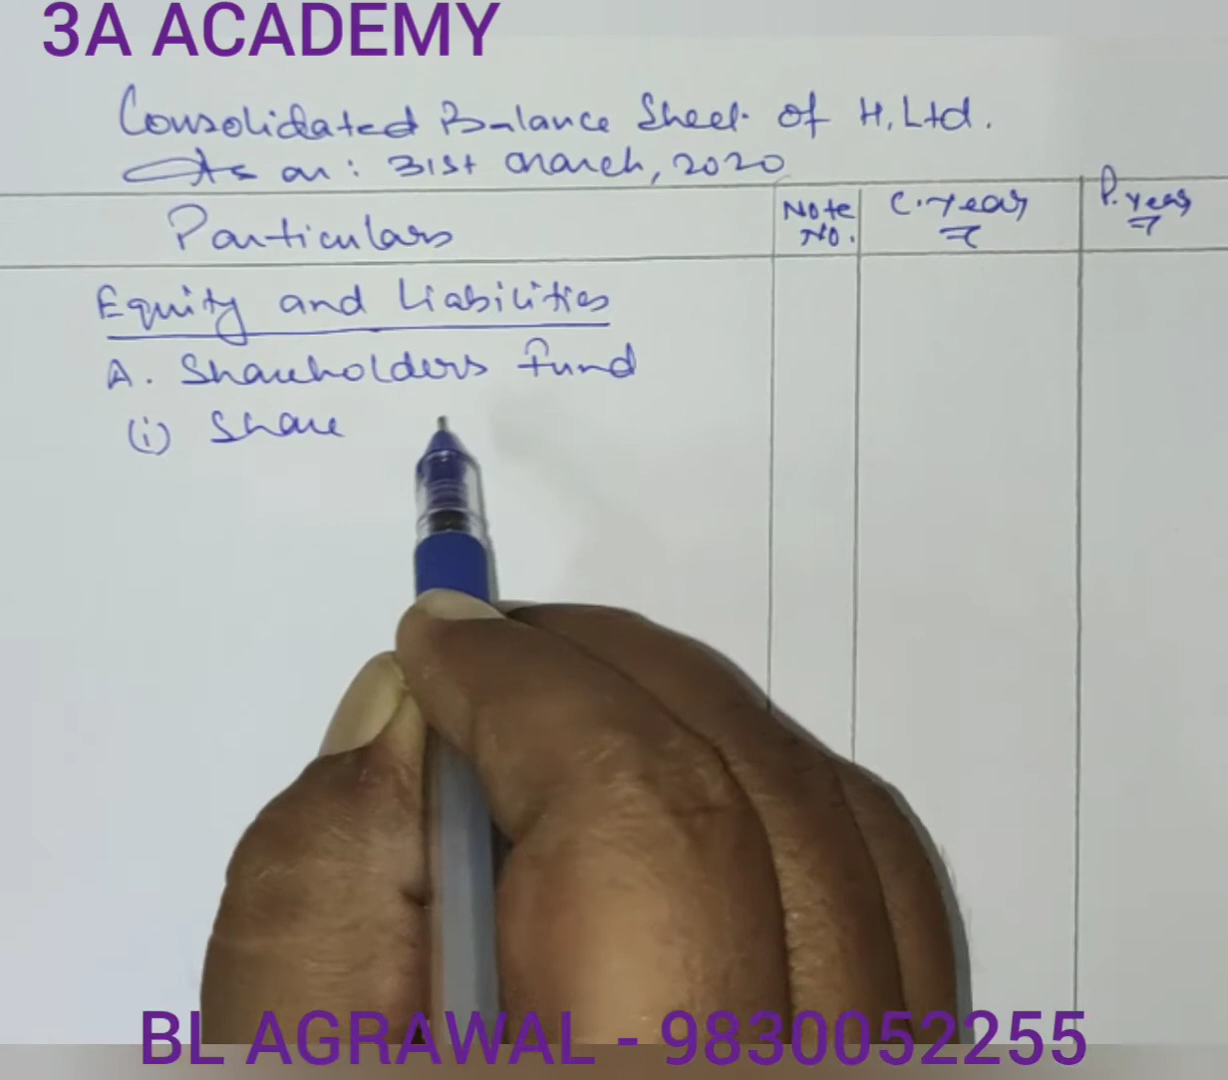 3A ACADEMY
Consolidated Balance Sheet of H. Ltd.
As on: 31st March, 2020
Particulars Note No. C. Year ₹ P. Year ₹
Equity and Liabilities
A. Shareholders fund
(i) Share
BL AGRAWAL - 9830052255